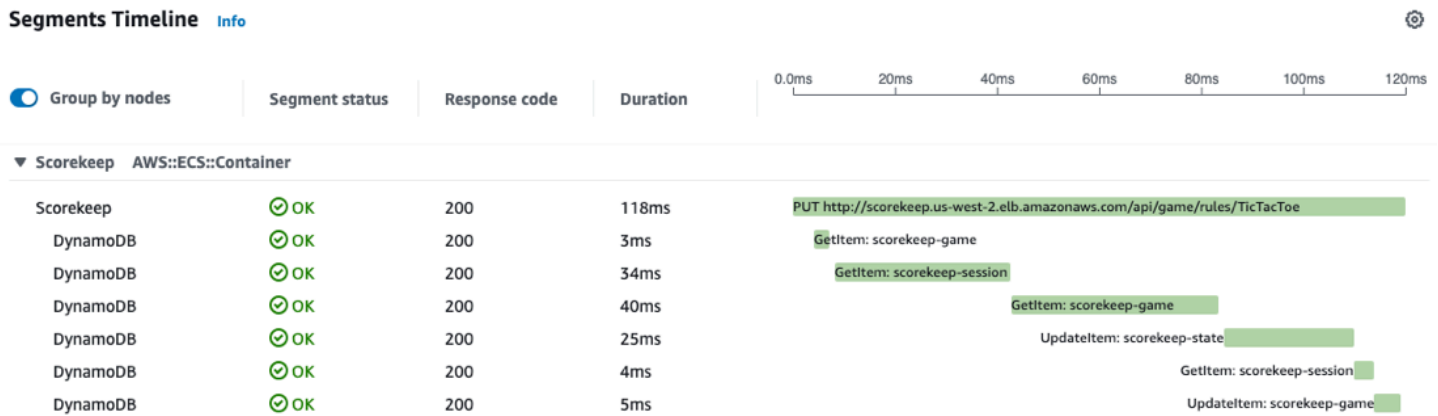 Segments Timeline Info
0.0ms 20ms 40ms 60ms 80ms 100ms 120ms
Group by nodes Segment status Response code Duration
Scorekeep AWS::ECS::Container
Scorekeep OK 200 118ms PUT http://scorekeep.us-west-2.elb.amazonaws.com/api/game/rules/TicTacToe
DynamoDB OK 200 3ms GetItem: scorekeep-game
DynamoDB OK 200 34ms GetItem: scorekeep-session
DynamoDB OK 200 40ms GetItem: scorekeep-game
DynamoDB OK 200 25ms UpdateItem: scorekeep-state
DynamoDB OK 200 4ms GetItem: scorekeep-session
DynamoDB OK 200 5ms UpdateItem: scorekeep-game